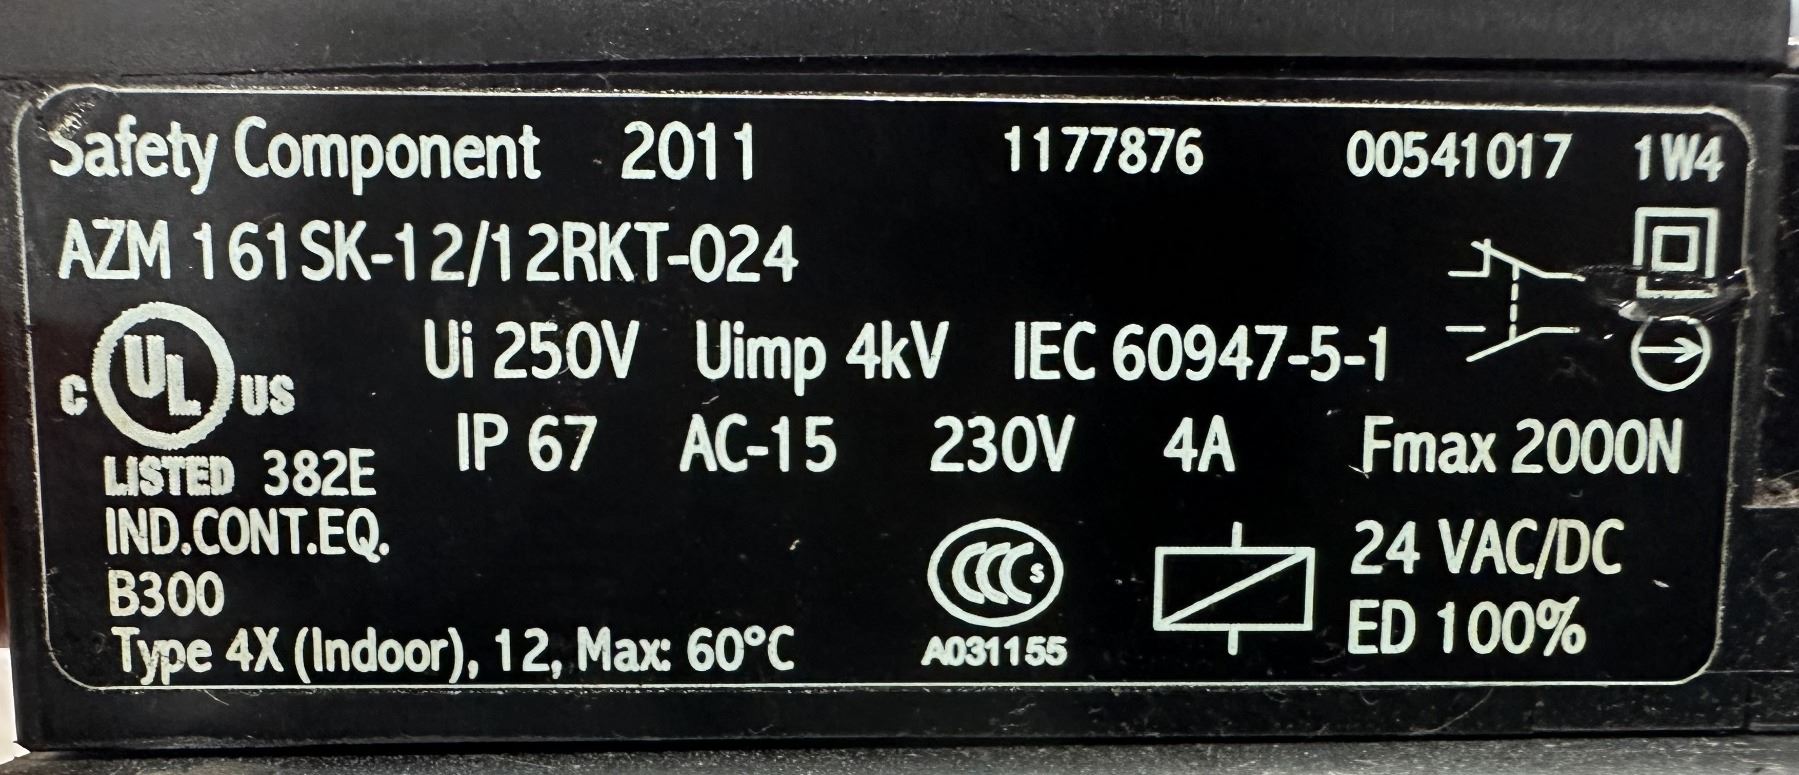 Safety Component 2011 1177876 00541017 1W4
AZM 161SK-12/12RKT-024
C UL US Ui 250V Uimp 4kV IEC 60947-5-1
IP 67 AC-15 230V 4A Fmax 2000N
LISTED 382E
IND.CONT.EQ.
B300
Type 4X (Indoor), 12, Max: 60°C
CCC S
A031155
24 VAC/DC
ED 100%